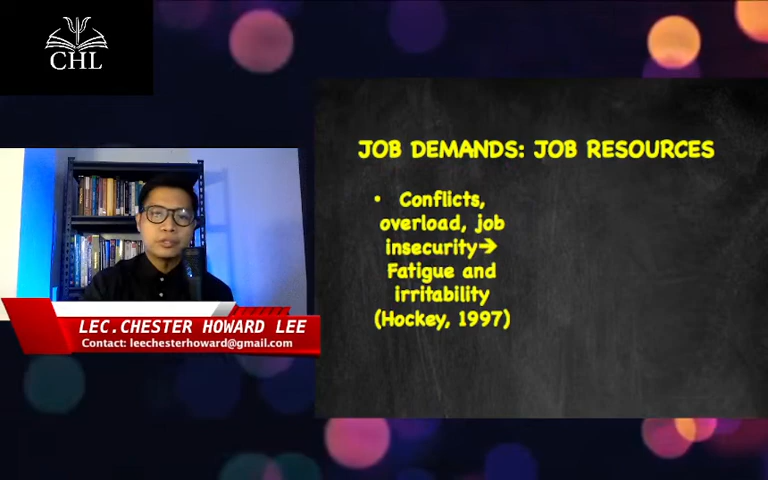 CHL
JOB DEMANDS: JOB RESOURCES
• Conflicts,
overload, job
insecurity→
Fatigue and
irritability
(Hockey, 1997)
LEC.CHESTER HOWARD LEE
Contact: leechesterhoward@gmail.com